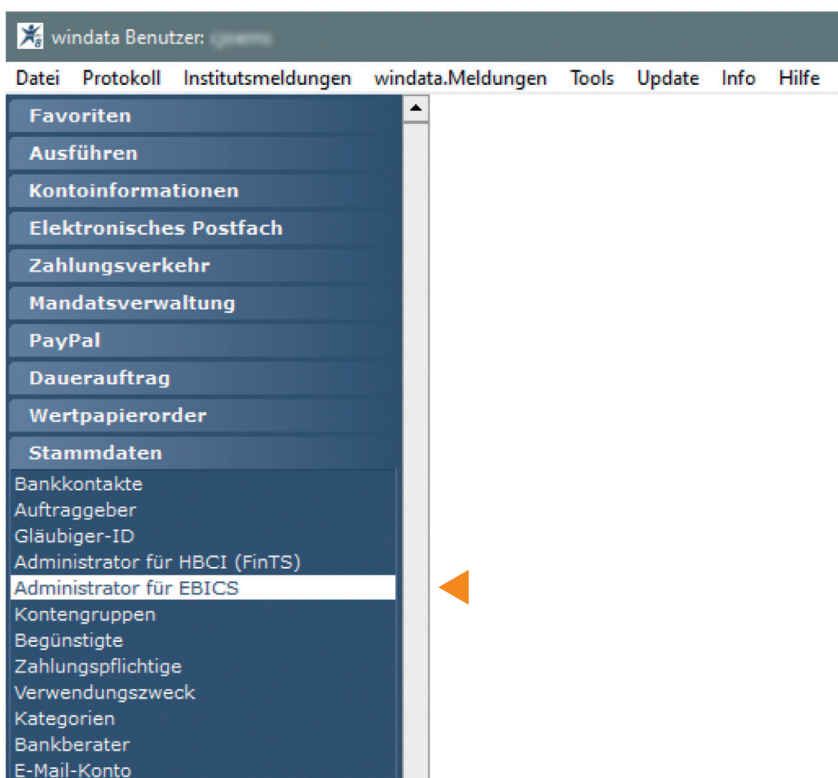 windata Benutzer:
Datei Protokoll Institutsmeldungen windata.Meldungen Tools Update Info Hilfe
Favoriten
Ausführen
Kontoinformationen
Elektronisches Postfach
Zahlungsverkehr
Mandatsverwaltung
PayPal
Dauerauftrag
Wertpapierorder
Stammdaten
Bankkontakte
Auftraggeber
Gläubiger-ID
Administrator für HBCI (FinTS)
Administrator für EBICS
Kontengruppen
Begünstigte
Zahlungspflichtige
Verwendungszweck
Kategorien
Bankberater
E-Mail-Konto